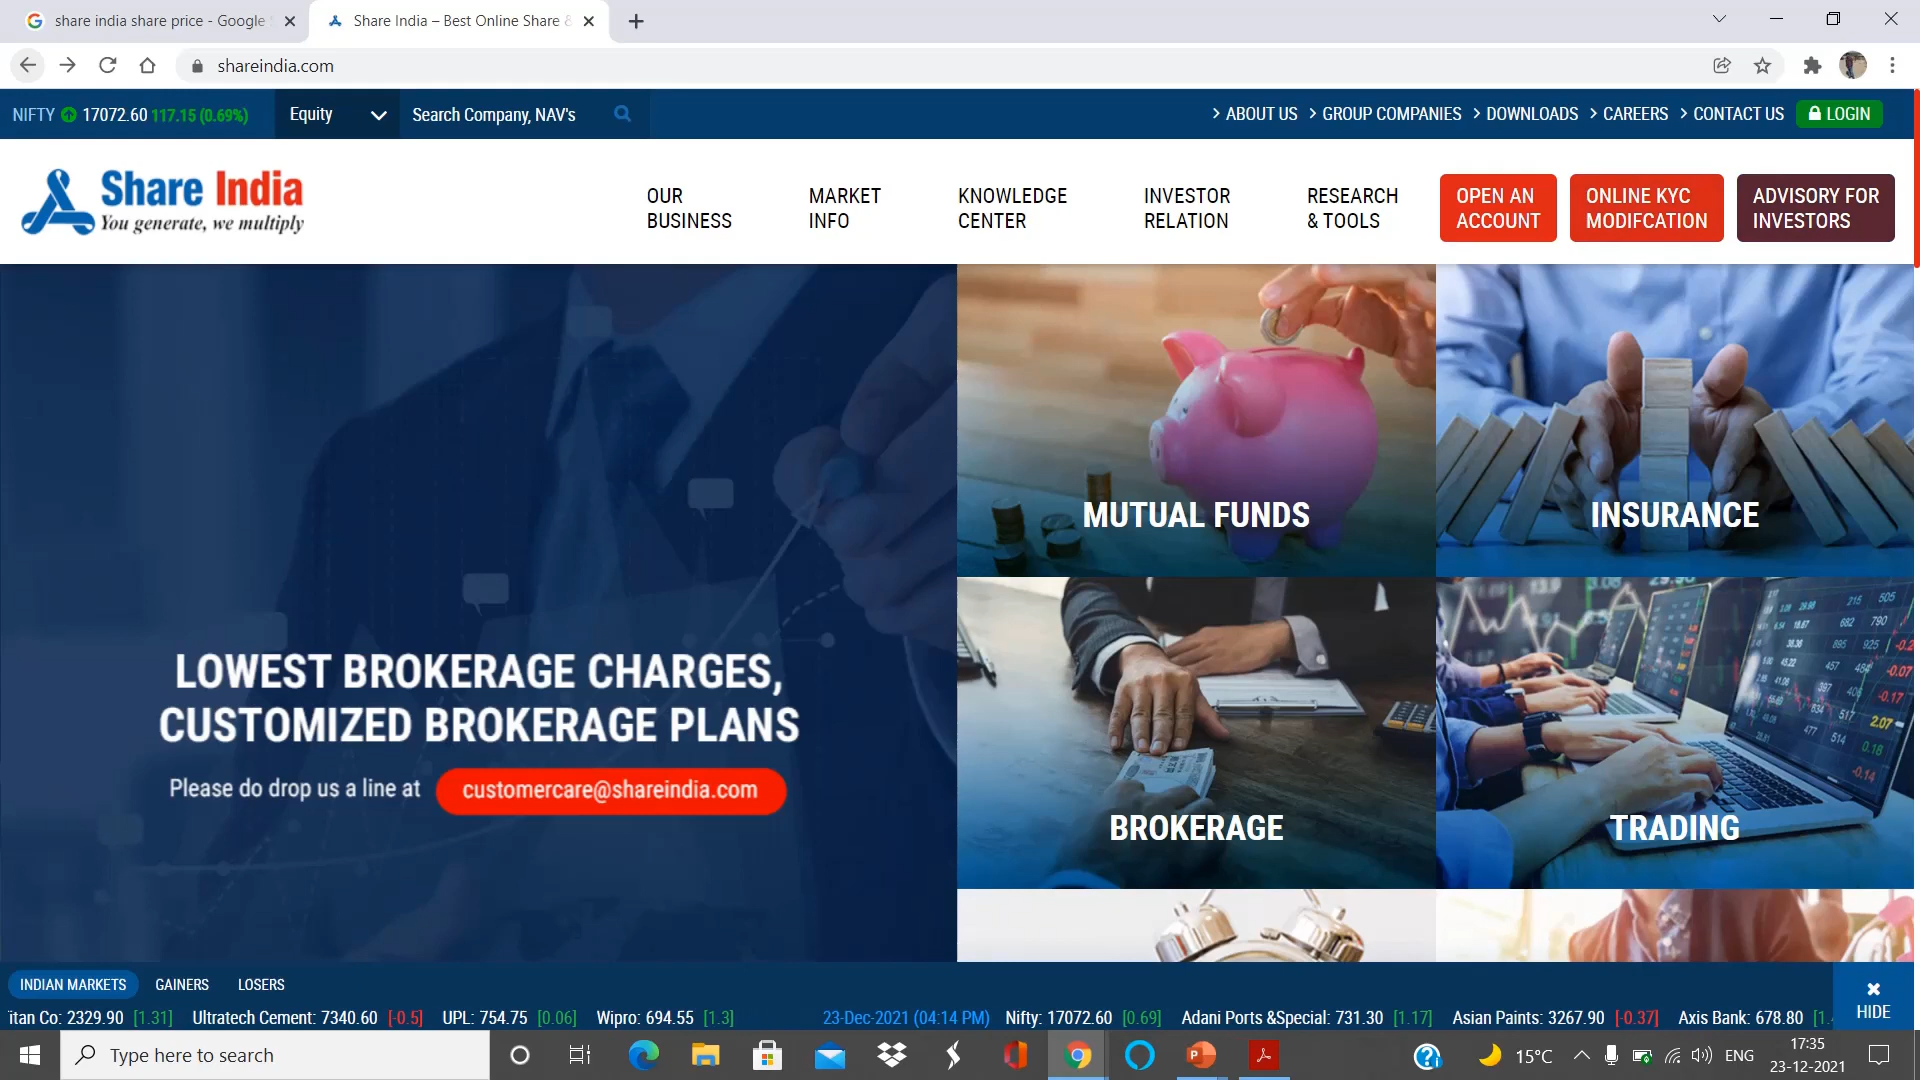 share india share price - Google
Share India – Best Online Share &
shareindia.com
NIFTY 17072.60 117.15 (0.69%)
Equity
Search Company, NAV's
ABOUT US
GROUP COMPANIES
DOWNLOADS
CAREERS
CONTACT US
LOGIN
Share India
You generate, we multiply
OUR
BUSINESS
MARKET
INFO
KNOWLEDGE
CENTER
INVESTOR
RELATION
RESEARCH
& TOOLS
OPEN AN
ACCOUNT
ONLINE KYC
MODIFCATION
ADVISORY FOR
INVESTORS
LOWEST BROKERAGE CHARGES,
CUSTOMIZED BROKERAGE PLANS
Please do drop us a line at customercare@shareindia.com
MUTUAL FUNDS
INSURANCE
BROKERAGE
TRADING
INDIAN MARKETS
GAINERS
LOSERS
HIDE
Titan Co: 2329.90 [1.31] Ultratech Cement: 7340.60 [-0.5] UPL: 754.75 [0.06] Wipro: 694.55 [1.3] 23-Dec-2021 (04:14 PM) Nifty: 17072.60 [0.69] Adani Ports &Special: 731.30 [1.17] Asian Paints: 3267.90 [-0.37] Axis Bank: 678.80
Type here to search
15°C
ENG
17:35
23-12-2021